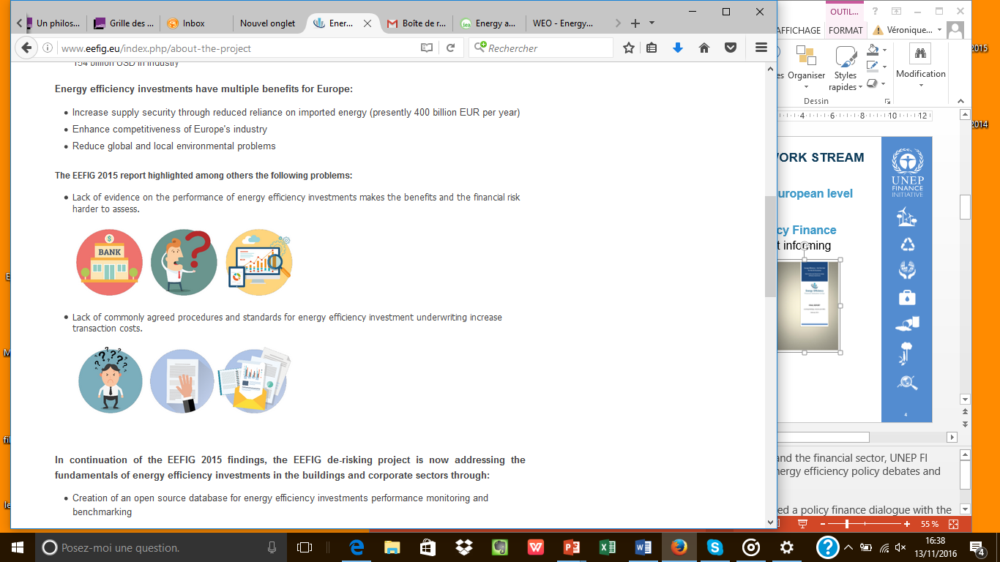 Un philos...
Grille des ...
Inbox
Nouvel onglet
Ener...
Boîte de r...
Energy a...
WEO - Energy...
www.eefig.eu/index.php/about-the-project
Rechercher
154 billion USD in industry
Energy efficiency investments have multiple benefits for Europe:
Increase supply security through reduced reliance on imported energy (presently 400 billion EUR per year)
Enhance competitiveness of Europe's industry
Reduce global and local environmental problems
The EEFIG 2015 report highlighted among others the following problems:
Lack of evidence on the performance of energy efficiency investments makes the benefits and the financial risk
harder to assess.
BANK
Lack of commonly agreed procedures and standards for energy efficiency investment underwriting increase
transaction costs.
In continuation of the EEFIG 2015 findings, the EEFIG de-risking project is now addressing the
fundamentals of energy efficiency investments in the buildings and corporate sectors through:
Creation of an open source database for energy efficiency investments performance monitoring and
benchmarking
OUTIL...
AFFICHAGE FORMAT
Véronique...
es Organiser
Styles
rapides
Modification
Dessin
4 6 8 10 12
2015
2014
WORK STREAM
uropean level
cy Finance
t informing
Energy Efficiency
UNEP
FINANCE
INITIATIVE
4
and the financial sector, UNEP FI
nergy efficiency policy debates and
ed a policy finance dialogue with the
55 %
Posez-moi une question.
16:38
13/11/2016
4